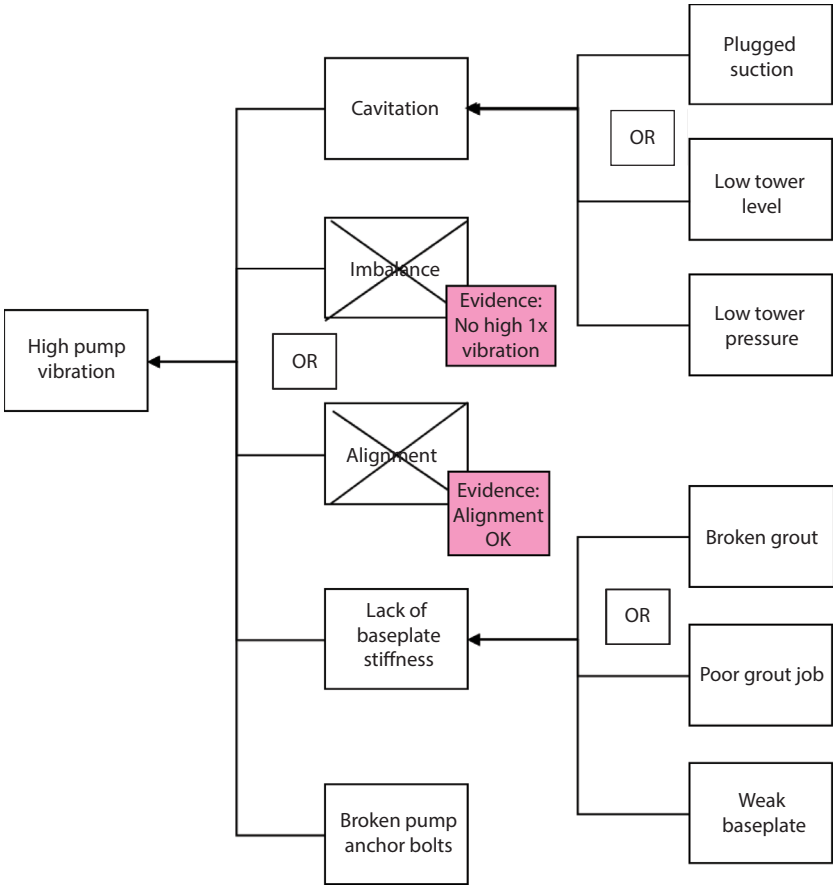 Plugged
suction
Cavitation
OR
Low tower
level
Imbalance
Evidence:
No high 1x
vibration
Low tower
pressure
High pump
vibration
OR
Alignment
Evidence:
Alignment
OK
Broken grout
Lack of
baseplate
stiffness
OR
Poor grout job
Weak
baseplate
Broken pump
anchor bolts